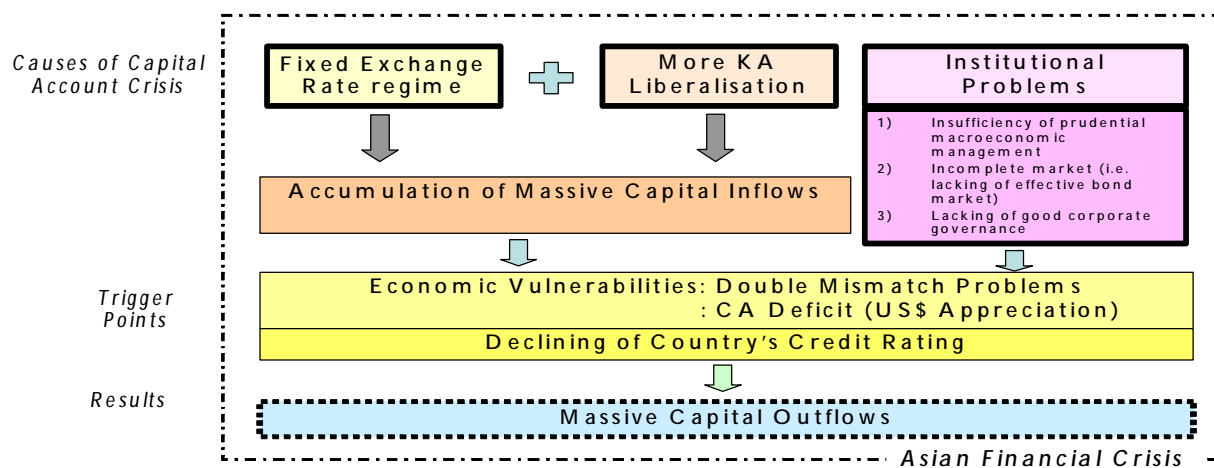 Causes of Capital
Account Crisis
Fixed Exchange
Rate regime
More KA
Liberalisation
Institutional
Problems
1) Insufficiency of prudential
macroeconomic
management
2) Incomplete market (i.e.
lacking of effective bond
market)
3) Lacking of good corporate
governance
Accumulation of Massive Capital Inflows
Trigger
Points
Economic Vulnerabilities: Double Mismatch Problems
: CA Deficit (US$ Appreciation)
Declining of Country's Credit Rating
Results
Massive Capital Outflows
Asian Financial Crisis